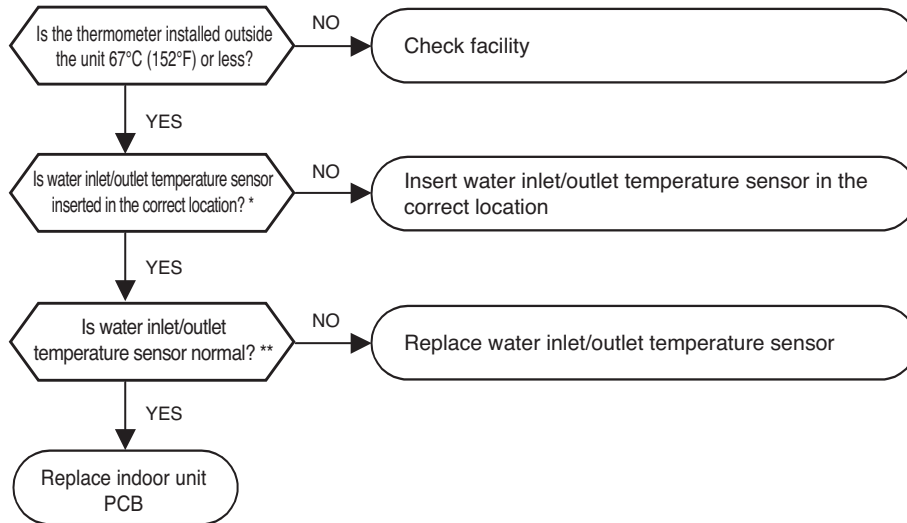 Is the thermometer installed outside
the unit 67°C (152°F) or less?
NO
Check facility
YES
Is water inlet/outlet temperature sensor
inserted in the correct location? *
NO
Insert water inlet/outlet temperature sensor in the
correct location
YES
Is water inlet/outlet
temperature sensor normal? **
NO
Replace water inlet/outlet temperature sensor
YES
Replace indoor unit
PCB